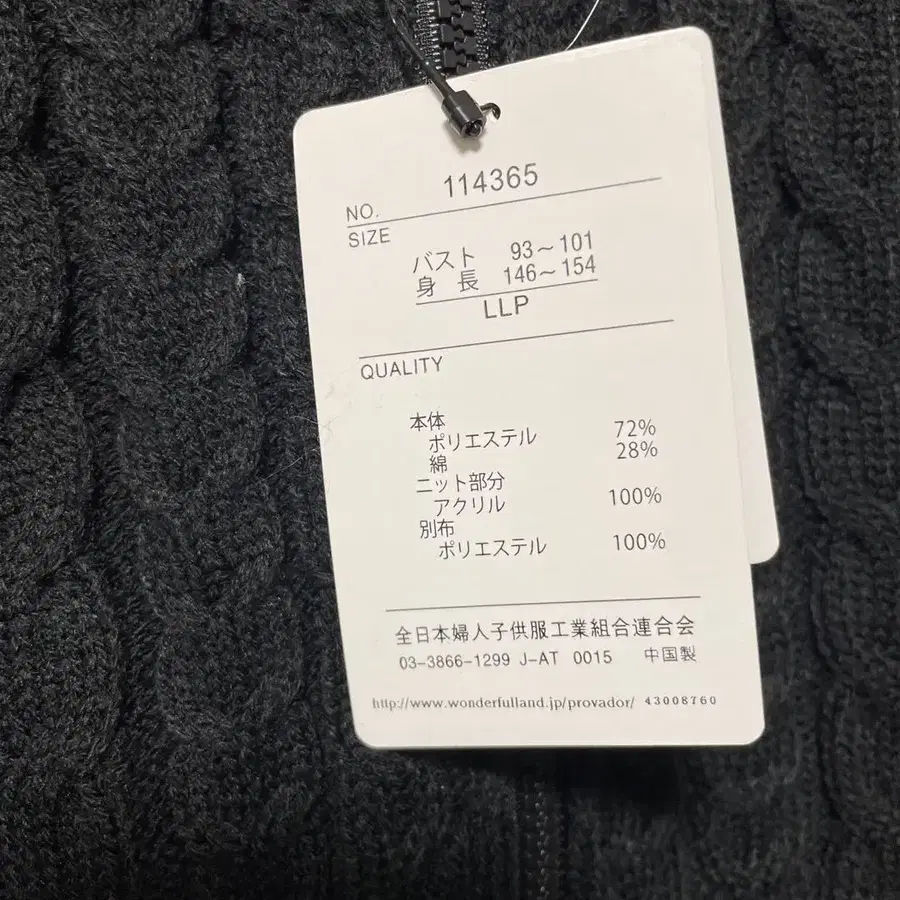 NO. 114365
SIZE
バスト 93~101
身 長 146~154
LLP
QUALITY
本体
ポリエステル 72%
綿 28%
ニット部分
アクリル 100%
別布
ポリエステル 100%
全日本婦人子供服工業組合連合会
03-3866-1299 J-AT 0015 中国製
http://www.wonderfulland.jp/provador/ 43008760